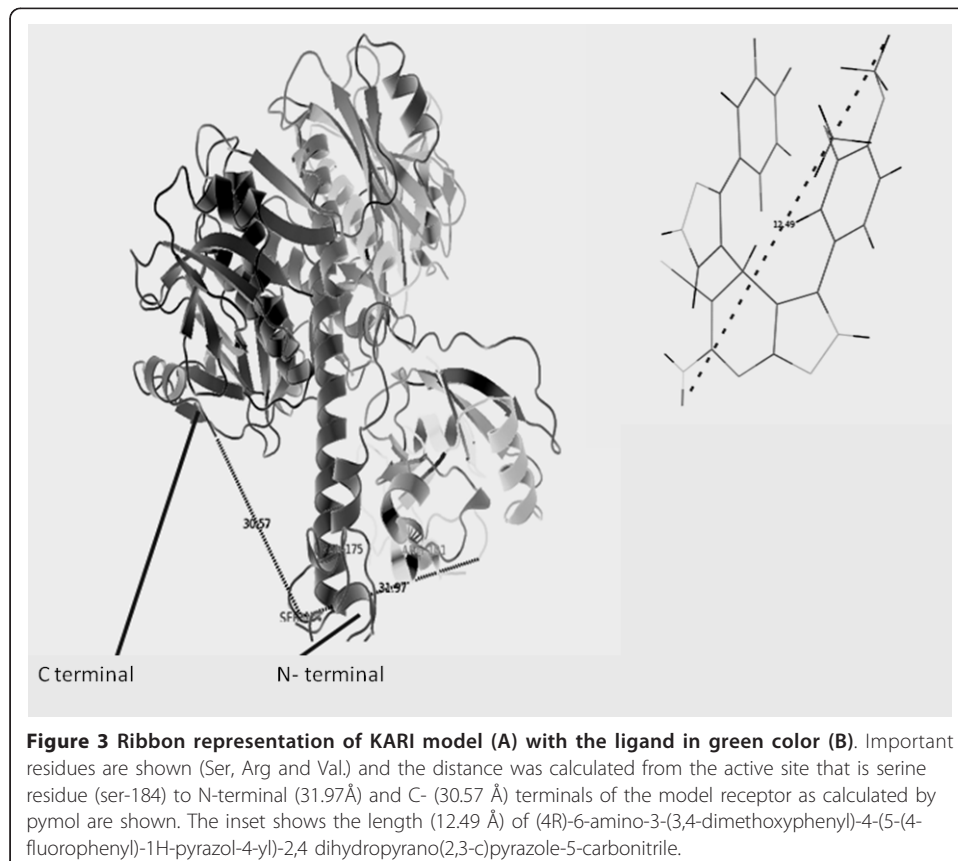 12.49
30.57
175
31.97
C terminal
N- terminal
Figure 3 Ribbon representation of KARI model (A) with the ligand in green color (B). Important
residues are shown (Ser, Arg and Val.) and the distance was calculated from the active site that is serine
residue (ser-184) to N-terminal (31.97Å) and C- (30.57 Å) terminals of the model receptor as calculated by
pymol are shown. The inset shows the length (12.49 Å) of (4R)-6-amino-3-(3,4-dimethoxyphenyl)-4-(5-(4-
fluorophenyl)-1H-pyrazol-4-yl)-2,4 dihydropyrano(2,3-c)pyrazole-5-carbonitrile.